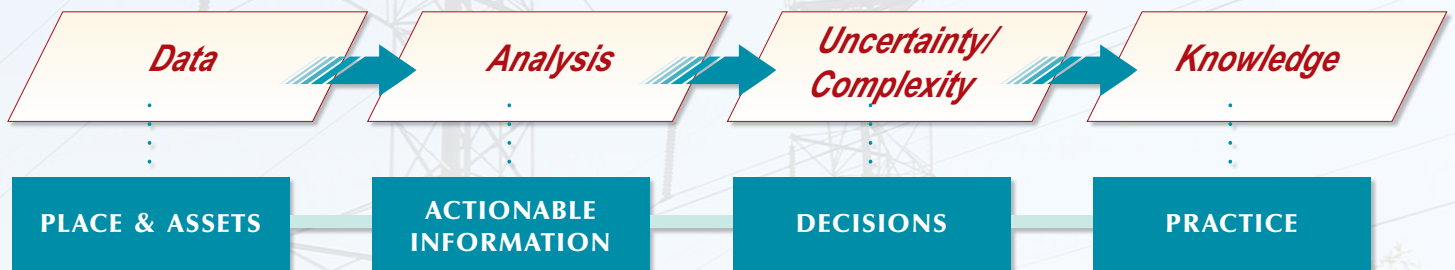 Data
Analysis
Uncertainty/
Complexity
Knowledge
PLACE & ASSETS
ACTIONABLE
INFORMATION
DECISIONS
PRACTICE